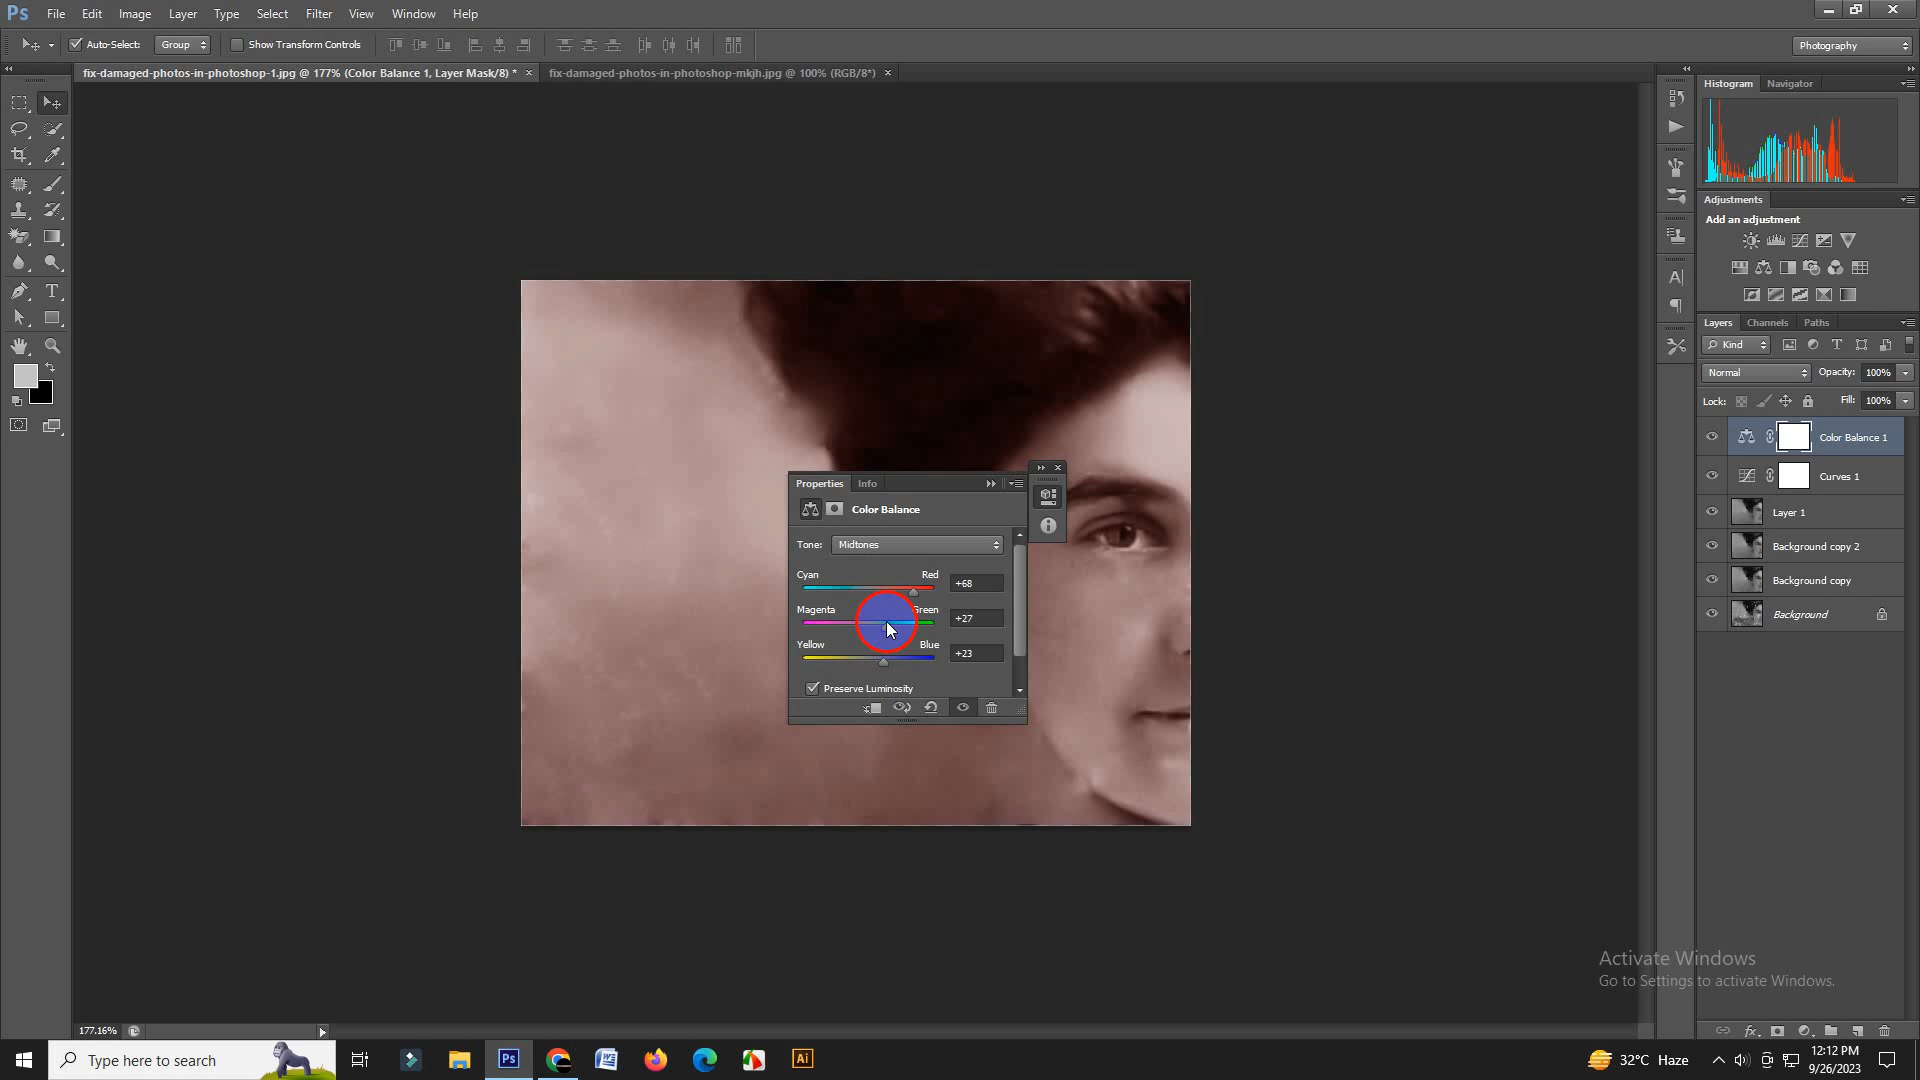 Ps File Edit Image Layer Type Select Filter View Window Help
Auto-Select: Group Show Transform Controls Photography
fix-damaged-photos-in-photoshop-1.jpg @ 177% (Color Balance 1, Layer Mask/8) * × fix-damaged-photos-in-photoshop-mkjh.jpg @ 100% (RGB/8*) ×
Histogram Navigator
Adjustments
Add an adjustment
Layers Channels Paths
Kind
Normal Opacity: 100%
Lock: Fill: 100%
Color Balance 1
Curves 1
Layer 1
Background copy 2
Background copy
Background
Properties Info
Color Balance
Tone: Midtones
Cyan Red +68
Magenta Green +27
Yellow Blue +23
Preserve Luminosity
Activate Windows
Go to Settings to activate Windows.
177.16%
fx
Type here to search
Ps
Ai
32°C Haze
12:12 PM
9/26/2023